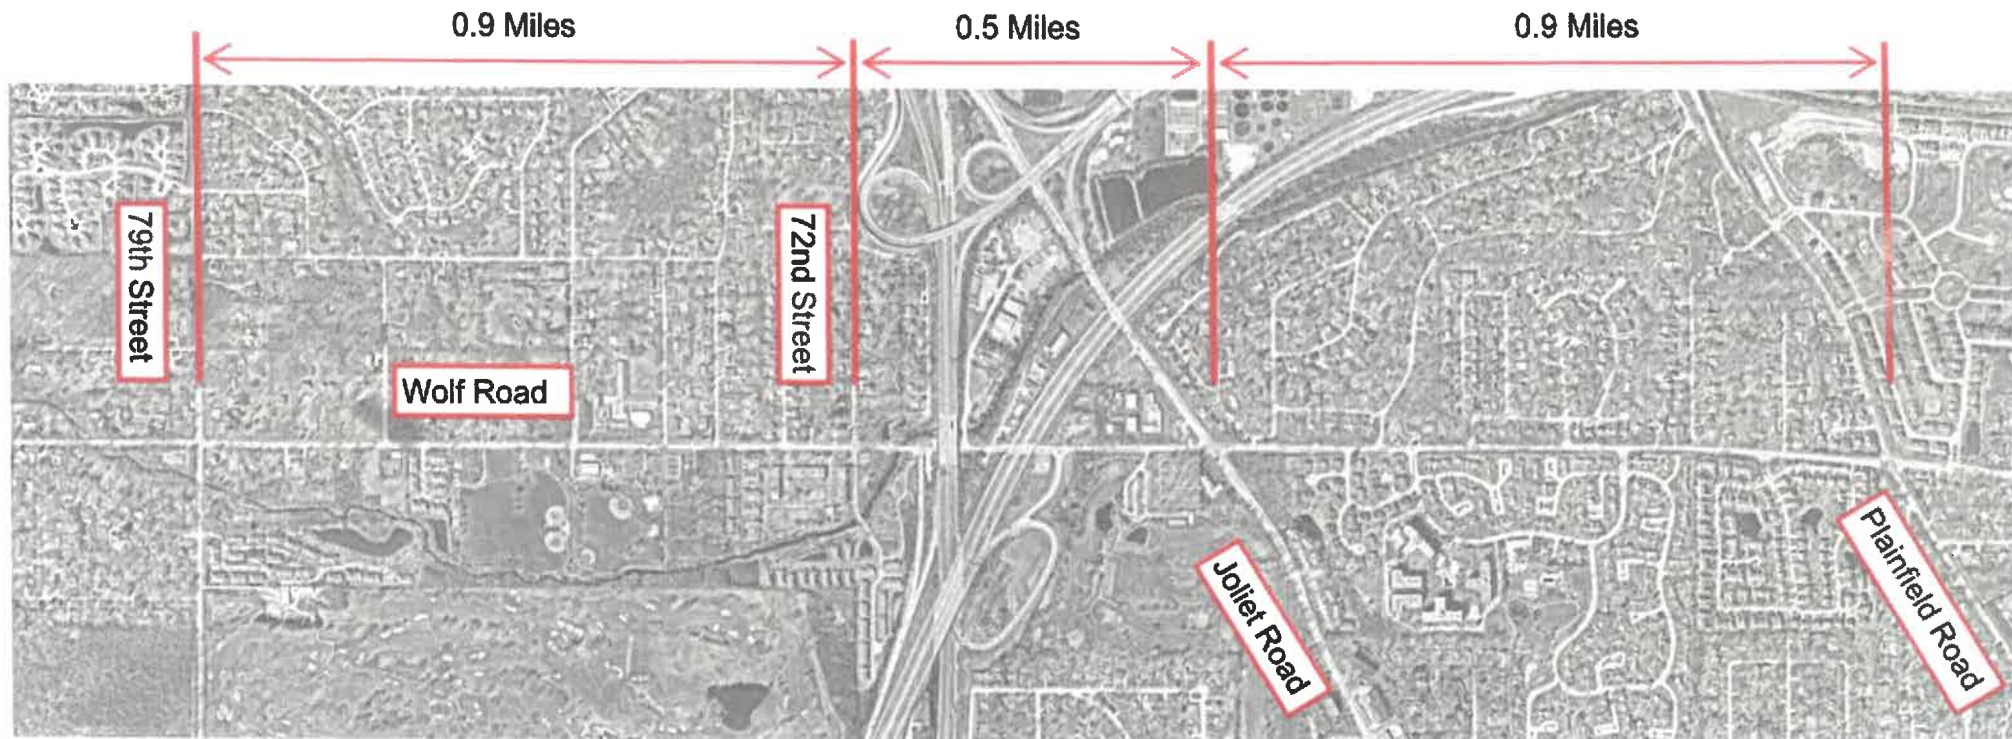 0.9 Miles
0.5 Miles
0.9 Miles
79th Street
Wolf Road
72nd Street
Joliet Road
Plainfield Road